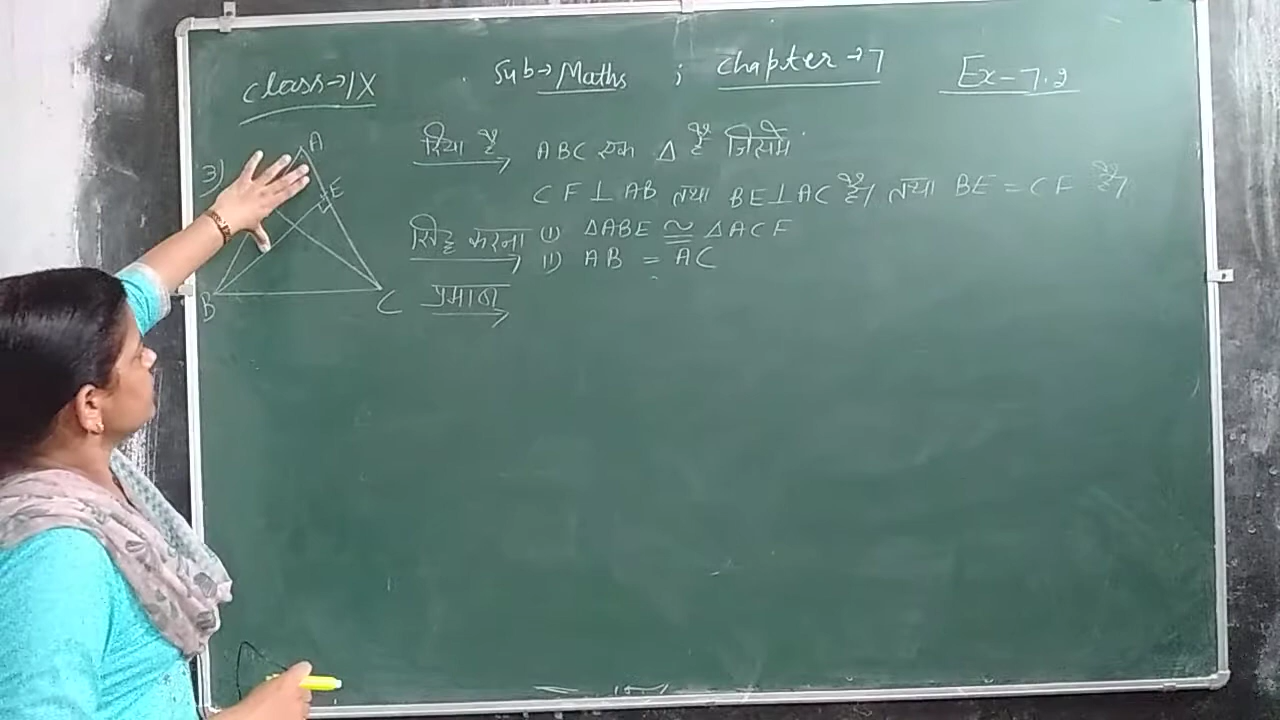 Class→IX Sub→Maths ; Chapter→7 Ex-7.2
3) A E B C
दिया है → ABC एक Δ है जिसमें
CF⊥AB तथा BE⊥AC है। तथा BE = CF है।
सिद्ध करना → (i) ΔABE ≅ ΔACF
(ii) AB = AC
प्रमाण →